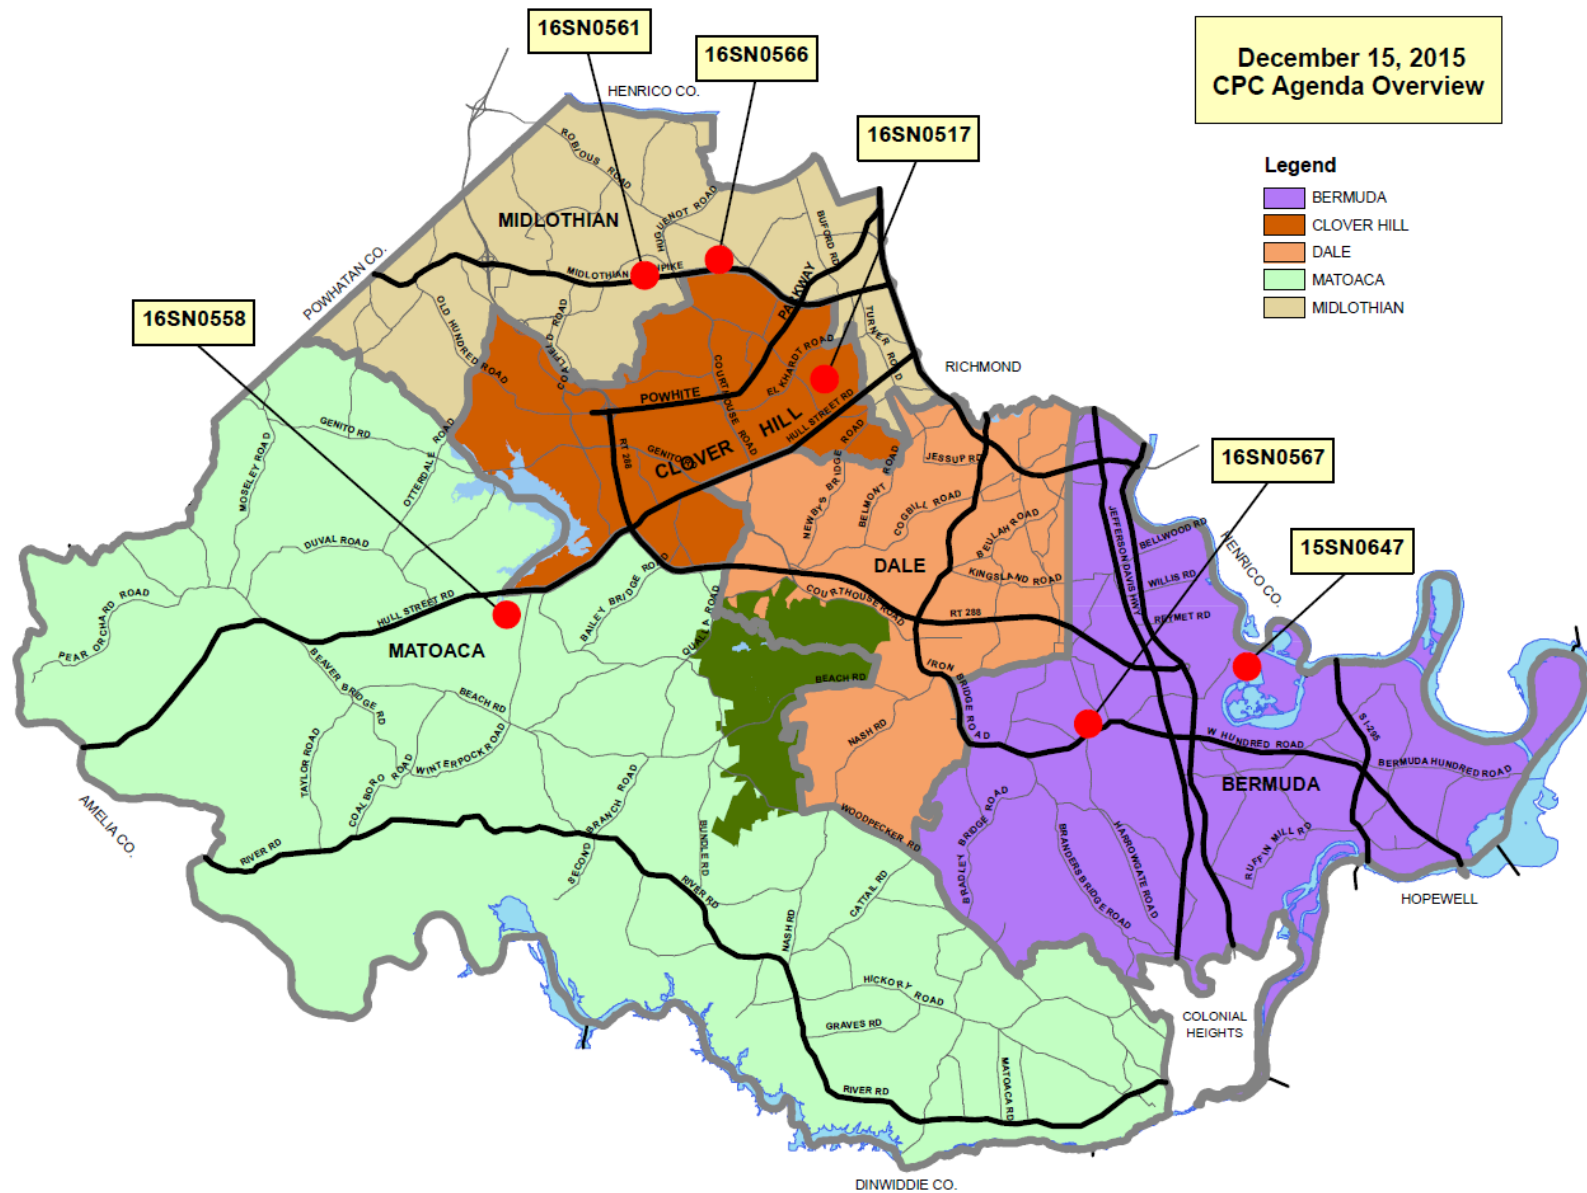 16SN0561
16SN0566
December 15, 2015
CPC Agenda Overview
HENRICO CO.
16SN0517
Legend
BERMUDA
CLOVER HILL
DALE
MATOACA
MIDLOTHIAN
ROBIOUS ROAD
MIDLOTHIAN
BUFORD RD
POWHATAN CO.
MIDLOTHIAN
PARKWAY
16SN0558
OLD HUNDRED ROAD
COALFIELD ROAD
TURNER ROAD
ELKHARDT ROAD
RICHMOND
COURTHOUSE ROAD
POWHITE
HULL STREET RD
CLOVER HILL
GENITO RD
OTTERDALE ROAD
MOSELEY ROAD
RT 288
NEWBY'S BRIDGE ROAD
BELMONT ROAD
JESSUP RD
COGBILL ROAD
16SN0567
15SN0647
JEFFERSON DAVIS HWY
BELLWOOD RD
HENRICO CO.
BEULAH ROAD
DUVAL ROAD
DALE
KINGSLAND ROAD
WILLIS RD
COURTHOUSE ROAD
RT 288
REYMET RD
PEAR ORCHARD ROAD
HULL STREET RD
BAILEY BRIDGE ROAD
QUALLA ROAD
MATOACA
BEAVER BRIDGE RD
BEACH RD
BEACH RD
IRON BRIDGE ROAD
NASH RD
W HUNDRED ROAD
S I-295
BERMUDA HUNDRED ROAD
BERMUDA
TAYLOR ROAD
COALBORO ROAD
WINTERPOCK ROAD
AMELIA CO.
RIVER RD
SECOND BRANCH ROAD
BUNDLE RD
WOODPECKER RD
BRADLEY BRIDGE ROAD
BRANDERS BRIDGE ROAD
HARROWGATE ROAD
RUFFIN MILL RD
RIVER RD
CATTAIL RD
NASH RD
HOPEWELL
HICKORY ROAD
GRAVES RD
COLONIAL
HEIGHTS
MATOACA RD
RIVER RD
DINWIDDIE CO.